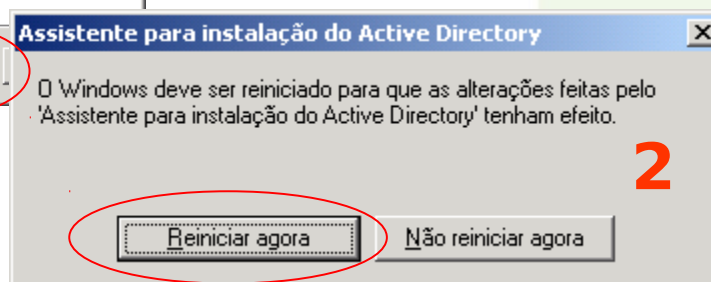 Assistente para instalação do Active Directory
O Windows deve ser reiniciado para que as alterações feitas pelo
'Assistente para instalação do Active Directory' tenham efeito.
2
Reiniciar agora Não reiniciar agora